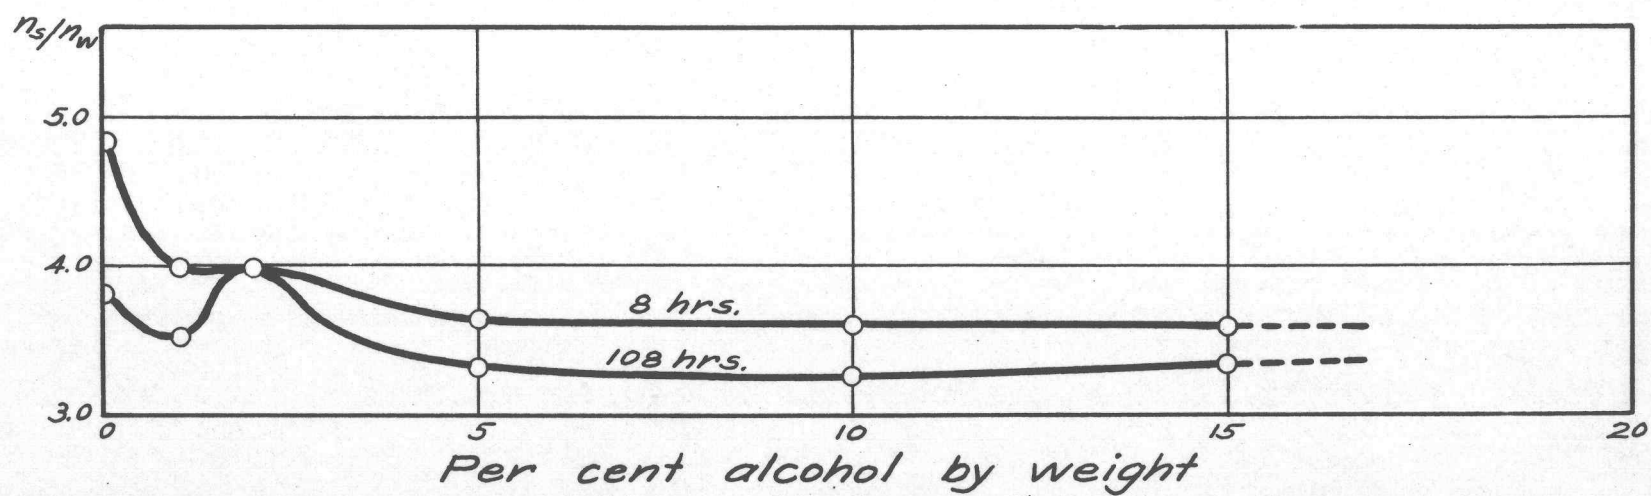 ns/nw
5.0
4.0
3.0
8 hrs.
108 hrs.
0 5 10 15 20
Per cent alcohol by weight